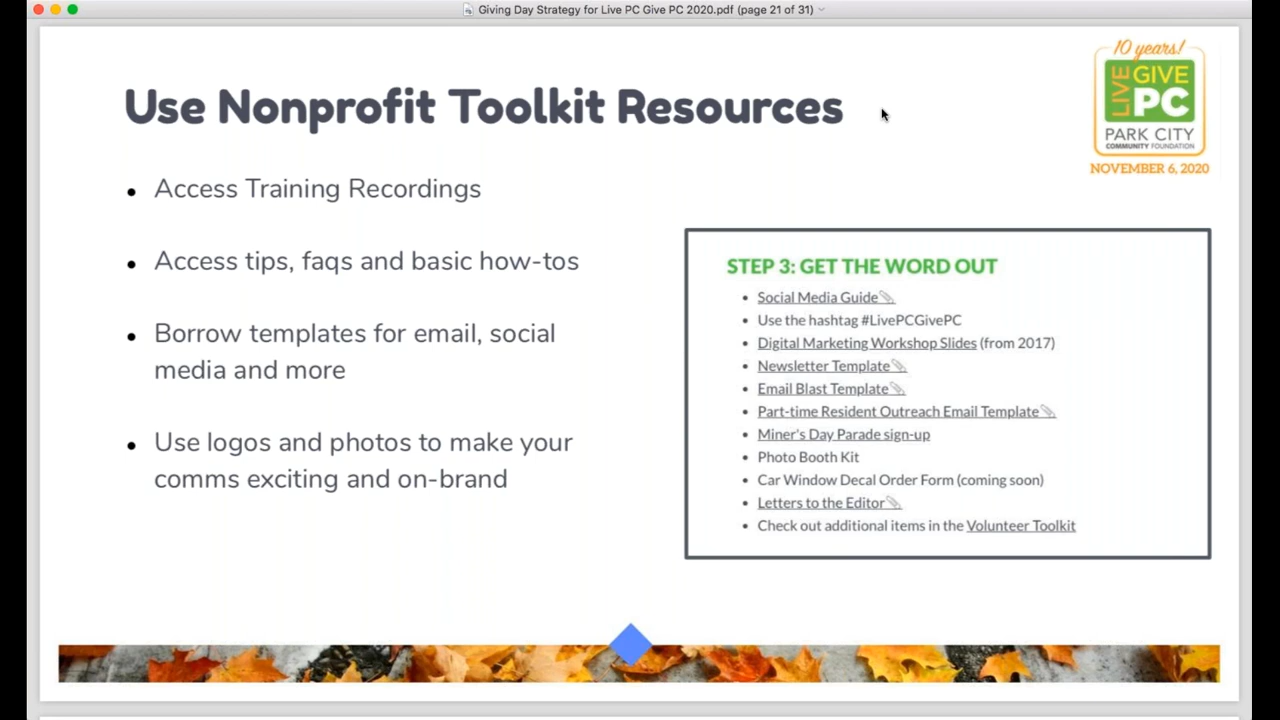 Giving Day Strategy for Live PC Give PC 2020.pdf (page 21 of 31)
10 years!
LIVE
GIVE
PC
PARK CITY
COMMUNITY FOUNDATION
NOVEMBER 6, 2020
Use Nonprofit Toolkit Resources
• Access Training Recordings
• Access tips, faqs and basic how-tos
• Borrow templates for email, social
media and more
• Use logos and photos to make your
comms exciting and on-brand
STEP 3: GET THE WORD OUT
• Social Media Guide
• Use the hashtag #LivePCGivePC
• Digital Marketing Workshop Slides (from 2017)
• Newsletter Template
• Email Blast Template
• Part-time Resident Outreach Email Template
• Miner's Day Parade sign-up
• Photo Booth Kit
• Car Window Decal Order Form (coming soon)
• Letters to the Editor
• Check out additional items in the Volunteer Toolkit